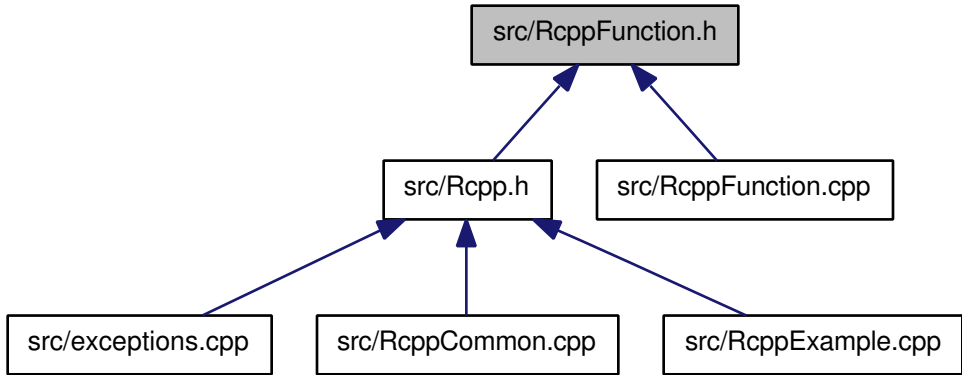 src/RcppFunction.h
src/Rcpp.h
src/RcppFunction.cpp
src/exceptions.cpp
src/RcppCommon.cpp
src/RcppExample.cpp